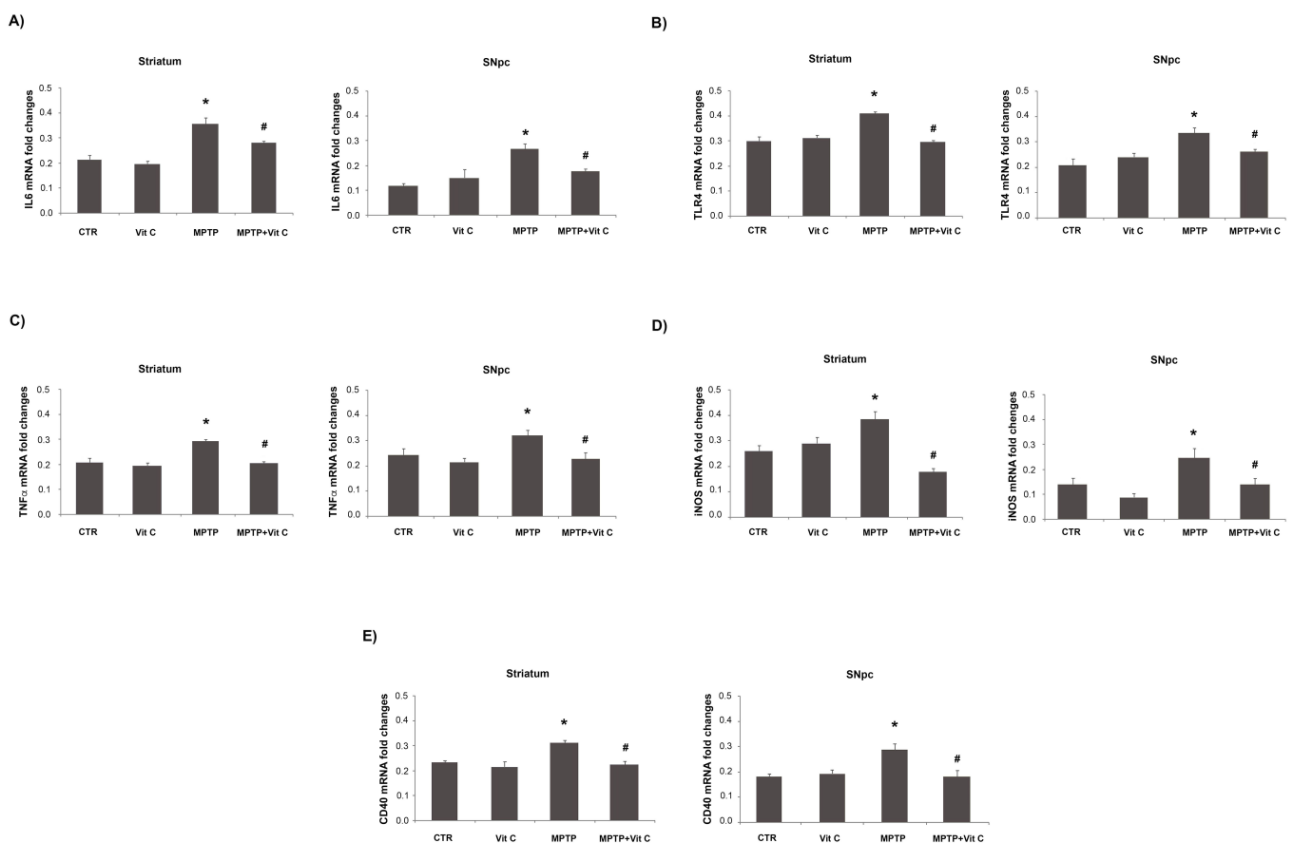 A)
Striatum
IL6 mRNA fold changes
0.5
0.4
*
0.3
#
0.2
0.1
0.0
CTR Vit C MPTP MPTP+Vit C
SNpc
IL6 mRNA fold changes
0.5
0.4
0.3
*
0.2
#
0.1
0.0
CTR Vit C MPTP MPTP+Vit C
B)
Striatum
TLR4 mRNA fold changes
0.5
*
0.4
#
0.3
0.2
0.1
0.0
CTR Vit C MPTP MPTP+Vit C
SNpc
TLR4 mRNA fold changes
0.5
0.4
*
#
0.3
0.2
0.1
0.0
CTR Vit C MPTP MPTP+Vit C
C)
Striatum
TNFα mRNA fold changes
0.5
0.4
*
0.3
#
0.2
0.1
0.0
CTR Vit C MPTP MPTP+Vit C
SNpc
TNFα mRNA fold changes
0.5
0.4
*
0.3
#
0.2
0.1
0.0
CTR Vit C MPTP MPTP+Vit C
D)
Striatum
iNOS mRNA fold changes
0.5
*
0.4
0.3
#
0.2
0.1
0.0
CTR Vit C MPTP MPTP+Vit C
SNpc
iNOS mRNA fold chenges
0.5
0.4
*
0.3
#
0.2
0.1
0.0
CTR Vit C MPTP MPTP+Vit C
E)
Striatum
CD40 mRNA fold changes
0.5
0.4
*
0.3
#
0.2
0.1
0.0
CTR Vit C MPTP MPTP+Vit C
SNpc
CD40 mRNA fold changes
0.5
0.4
*
0.3
#
0.2
0.1
0.0
CTR Vit C MPTP MPTP+Vit C